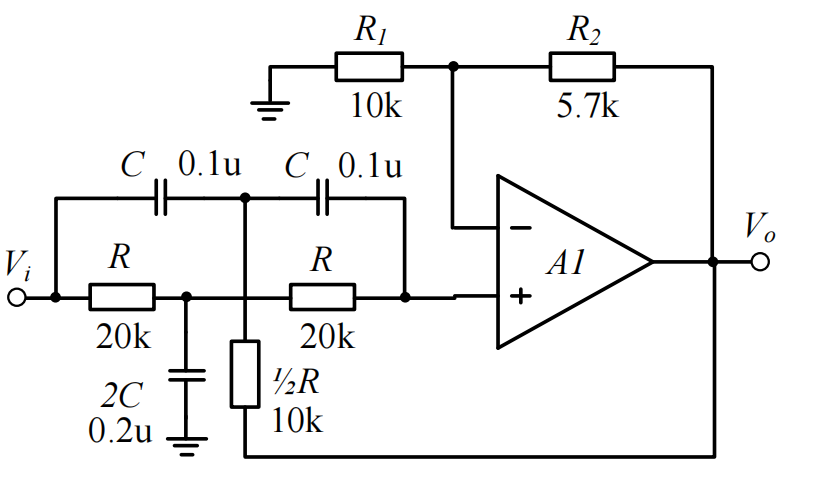 R1 R2
10k 5.7k
C 0.1u C 0.1u
Vi R R A1 Vo
− +
20k 20k
2C ½R
0.2u 10k